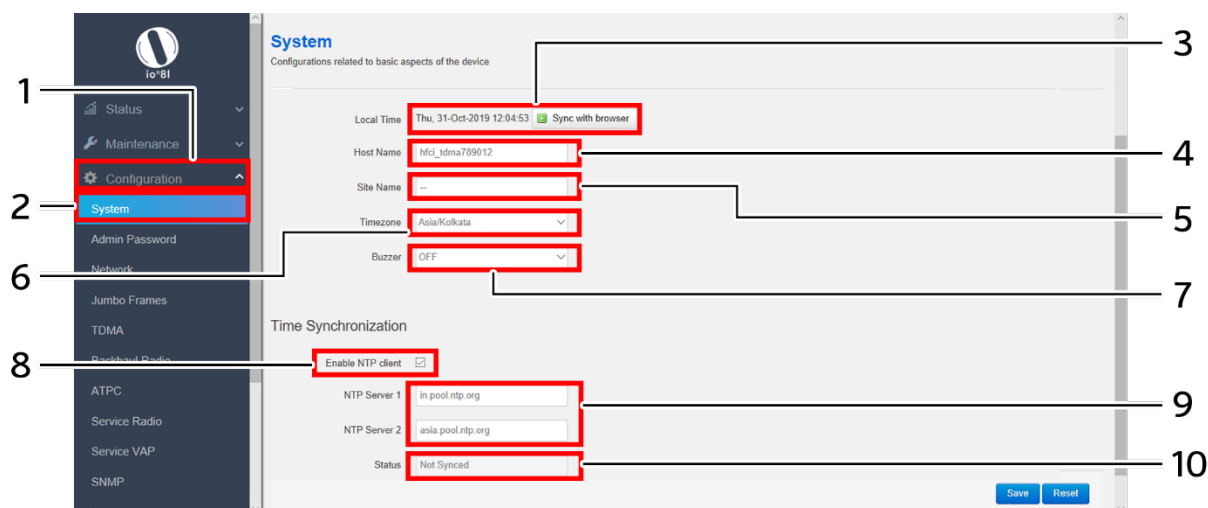 io°8l
Status
Maintenance
Configuration
System
Admin Password
Network
Jumbo Frames
TDMA
Backhaul Radio
ATPC
Service Radio
Service VAP
SNMP
System
Configurations related to basic aspects of the device
Local Time Thu, 31-Oct-2019 12:04:53 Sync with browser
Host Name hfci_tdma789012
Site Name --
Timezone Asia/Kolkata
Buzzer OFF
Time Synchronization
Enable NTP client
NTP Server 1 in.pool.ntp.org
NTP Server 2 asia.pool.ntp.org
Status Not Synced
Save Reset
1
2
6
8
3
4
5
7
9
10